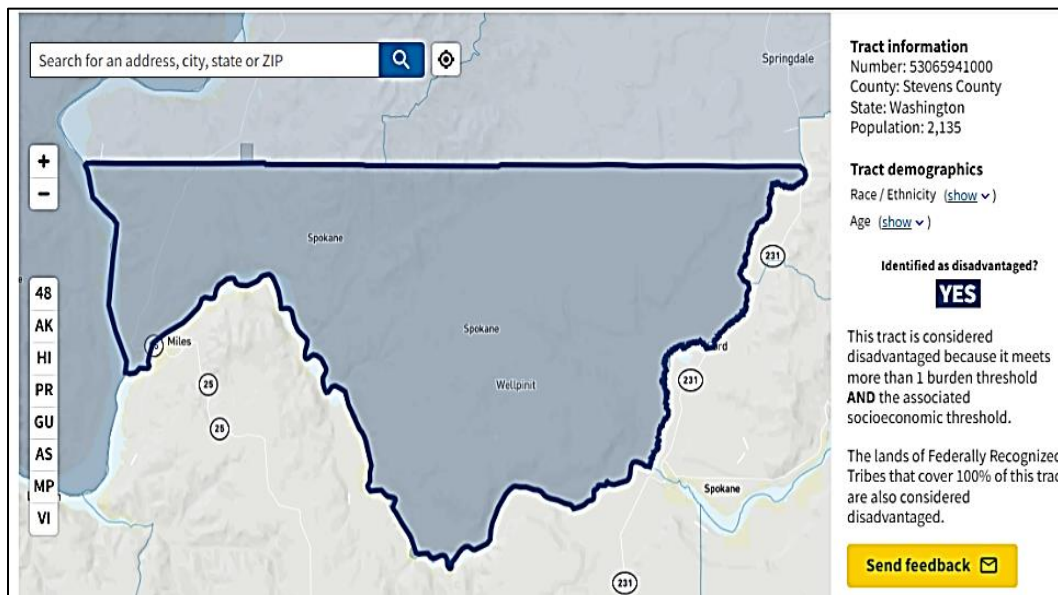 Search for an address, city, state or ZIP
Springdale
+
−
Spokane
231
48
AK
HI
PR
GU
AS
MP
VI
Miles
25
25
Spokane
Wellpinit
231
Spokane
231
Tract information
Number: 53065941000
County: Stevens County
State: Washington
Population: 2,135
Tract demographics
Race / Ethnicity (show)
Age (show)
Identified as disadvantaged?
YES
This tract is considered
disadvantaged because it meets
more than 1 burden threshold
AND the associated
socioeconomic threshold.
The lands of Federally Recognized
Tribes that cover 100% of this tract
are also considered
disadvantaged.
Send feedback